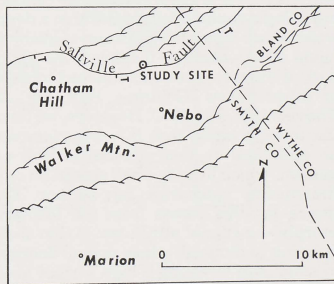 Saltville Fault
BLAND CO
T
T
T
STUDY SITE
Chatham
Hill
Nebo
SMYTH CO
WYTHE CO
Walker Mtn.
N
Marion
0
10 km